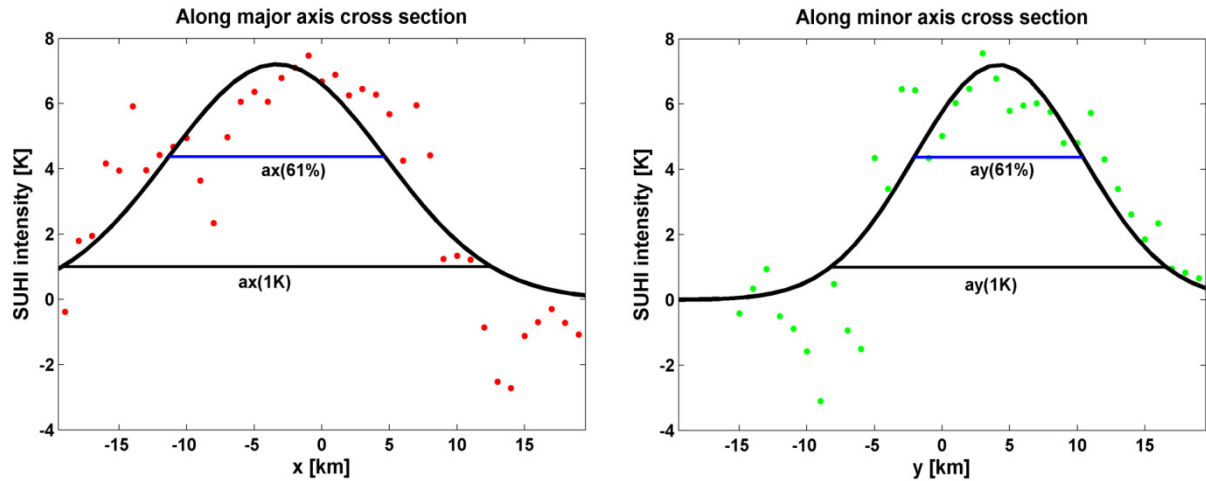 Along major axis cross section
SUHI intensity [K]
8
6
4
2
0
-2
-4
ax(61%)
ax(1K)
-15 -10 -5 0 5 10 15
x [km]
Along minor axis cross section
SUHI intensity [K]
8
6
4
2
0
-2
-4
ay(61%)
ay(1K)
-15 -10 -5 0 5 10 15
y [km]